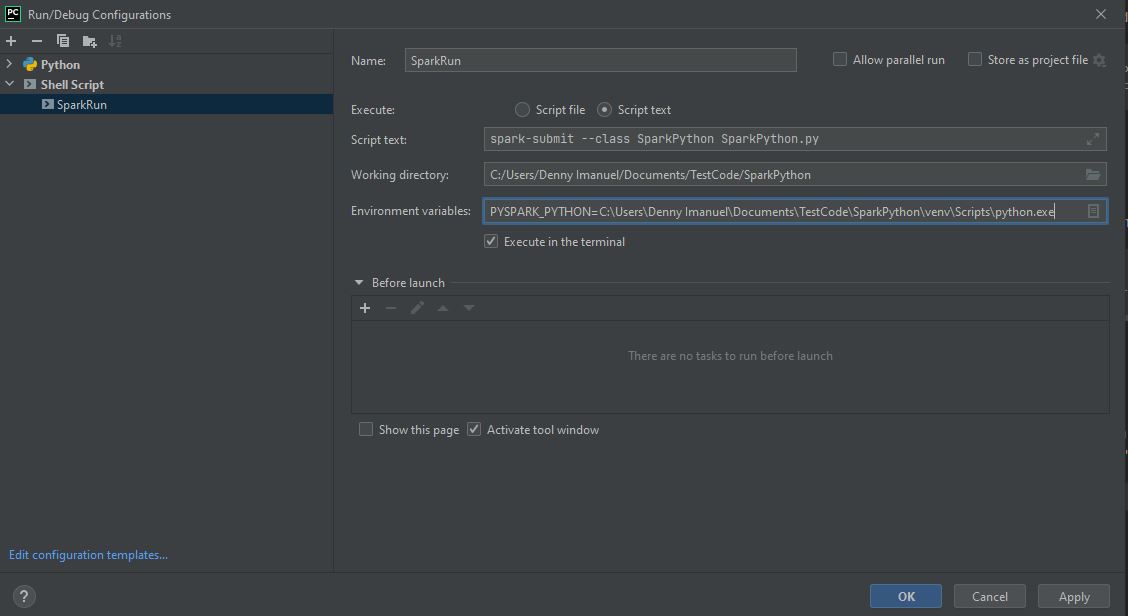 PC Run/Debug Configurations
Python
Shell Script
SparkRun
Edit configuration templates...
Name: SparkRun
Allow parallel run
Store as project file
Execute: Script file Script text
Script text: spark-submit --class SparkPython SparkPython.py
Working directory: C:/Users/Denny Imanuel/Documents/TestCode/SparkPython
Environment variables: PYSPARK_PYTHON=C:\Users\Denny Imanuel\Documents\TestCode\SparkPython\venv\Scripts\python.exe
Execute in the terminal
Before launch
There are no tasks to run before launch
Show this page Activate tool window
? OK Cancel Apply